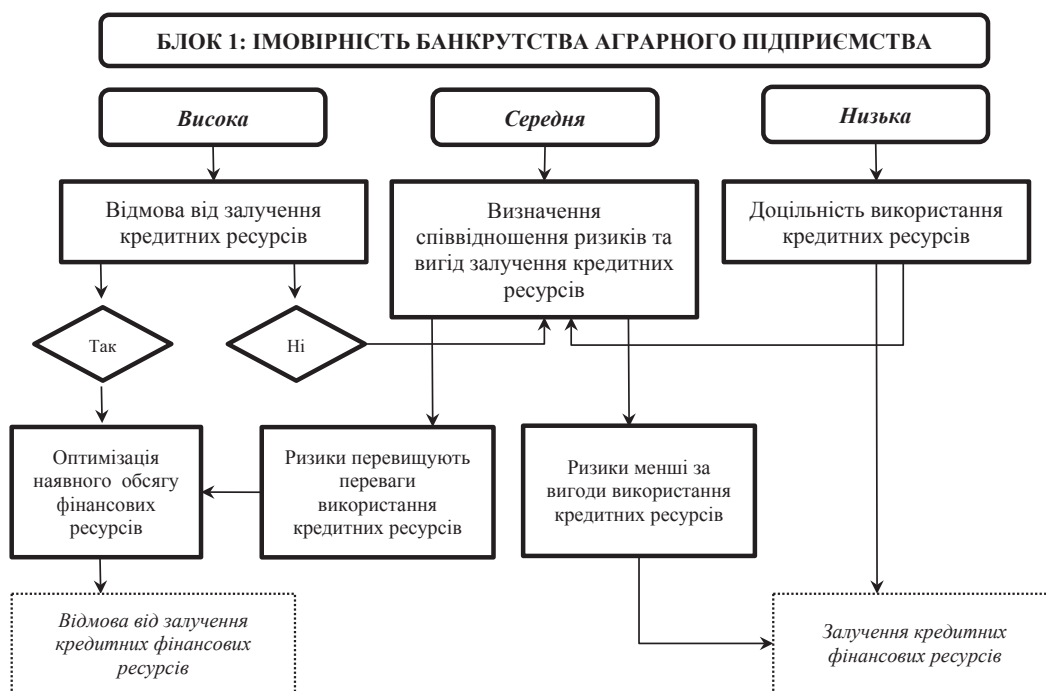 БЛОК 1: ІМОВІРНІСТЬ БАНКРУТСТВА АГРАРНОГО ПІДПРИЄМСТВА
Висока
Середня
Низька
Відмова від залучення
кредитних ресурсів
Визначення
співвідношення ризиків та
вигід залучення кредитних
ресурсів
Доцільність використання
кредитних ресурсів
Так
Ні
Оптимізація
наявного обсягу
фінансових
ресурсів
Ризики перевищують
переваги
використання
кредитних ресурсів
Ризики менші за
вигоди використання
кредитних ресурсів
Відмова від залучення
кредитних фінансових
ресурсів
Залучення кредитних
фінансових ресурсів